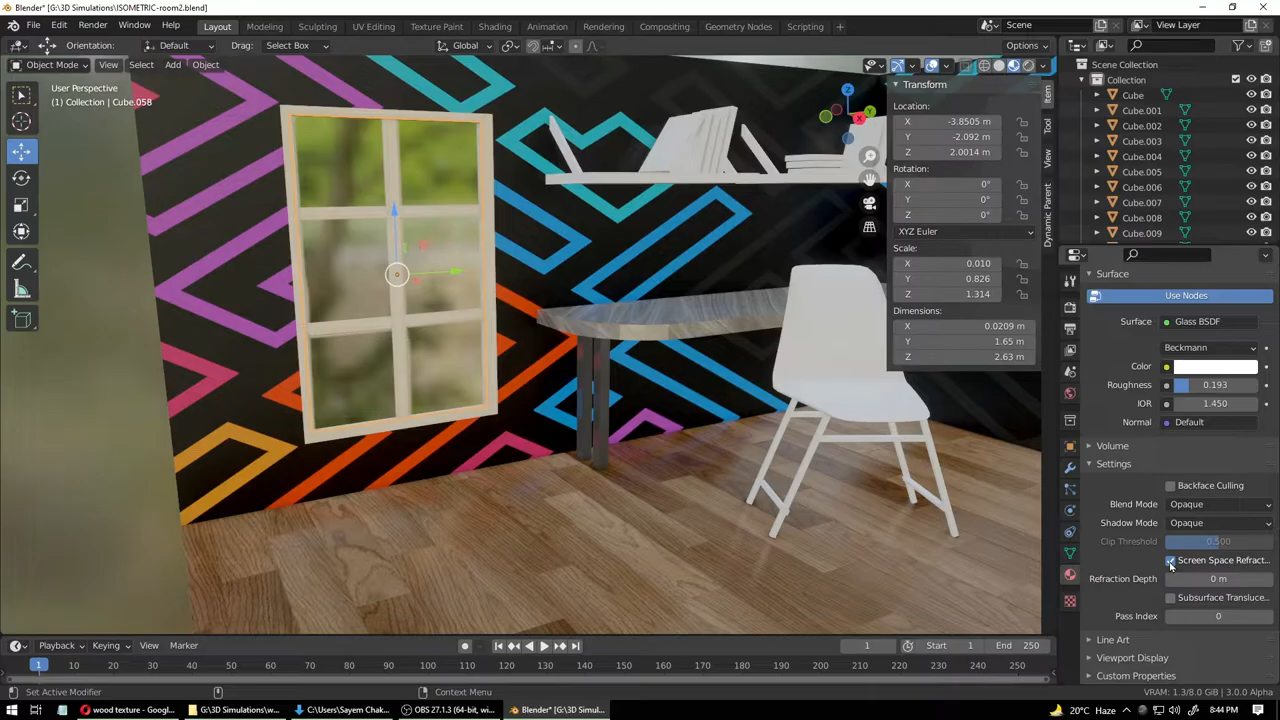 Blender* [G:\3D Simulations\ISOMETRIC-room2.blend]
File Edit Render Window Help Layout Modeling Sculpting UV Editing Texture Paint Shading Animation Rendering Compositing Geometry Nodes Scripting Scene View Layer
Orientation: Default Drag: Select Box Global Options
Object Mode View Select Add Object
User Perspective
(1) Collection | Cube.058
Transform
Location:
X -3.8505 m
Y -2.092 m
Z 2.0014 m
Rotation:
X 0°
Y 0°
Z 0°
XYZ Euler
Scale:
X 0.010
Y 0.826
Z 1.314
Dimensions:
X 0.0209 m
Y 1.65 m
Z 2.63 m
Item
Tool
View
Dynamic Parent
Z
Y
X
Scene Collection
Collection
Cube
Cube.001
Cube.002
Cube.003
Cube.004
Cube.005
Cube.006
Cube.007
Cube.008
Cube.009
Surface
Use Nodes
Surface Glass BSDF
Beckmann
Color
Roughness 0.193
IOR 1.450
Normal Default
Volume
Settings
Backface Culling
Blend Mode Opaque
Shadow Mode Opaque
Clip Threshold 0.500
Screen Space Refract...
Refraction Depth 0 m
Subsurface Transluce...
Pass Index 0
Line Art
Viewport Display
Custom Properties
Playback Keying View Marker 1 Start 1 End 250
1 10 20 30 40 50 60 70 80 90 100 110 120 130 140 150 160 170 180 190 200 210 220 230 240 250
Set Active Modifier Context Menu VRAM: 1.3/8.0 GiB | 3.0.0 Alpha
wood texture - Googl... G:\3D Simulations\w... C:\Users\Sayem Chak... OBS 27.1.3 (64-bit, w... Blender* [G:\3D Simul... 20°C Haze 8:44 PM